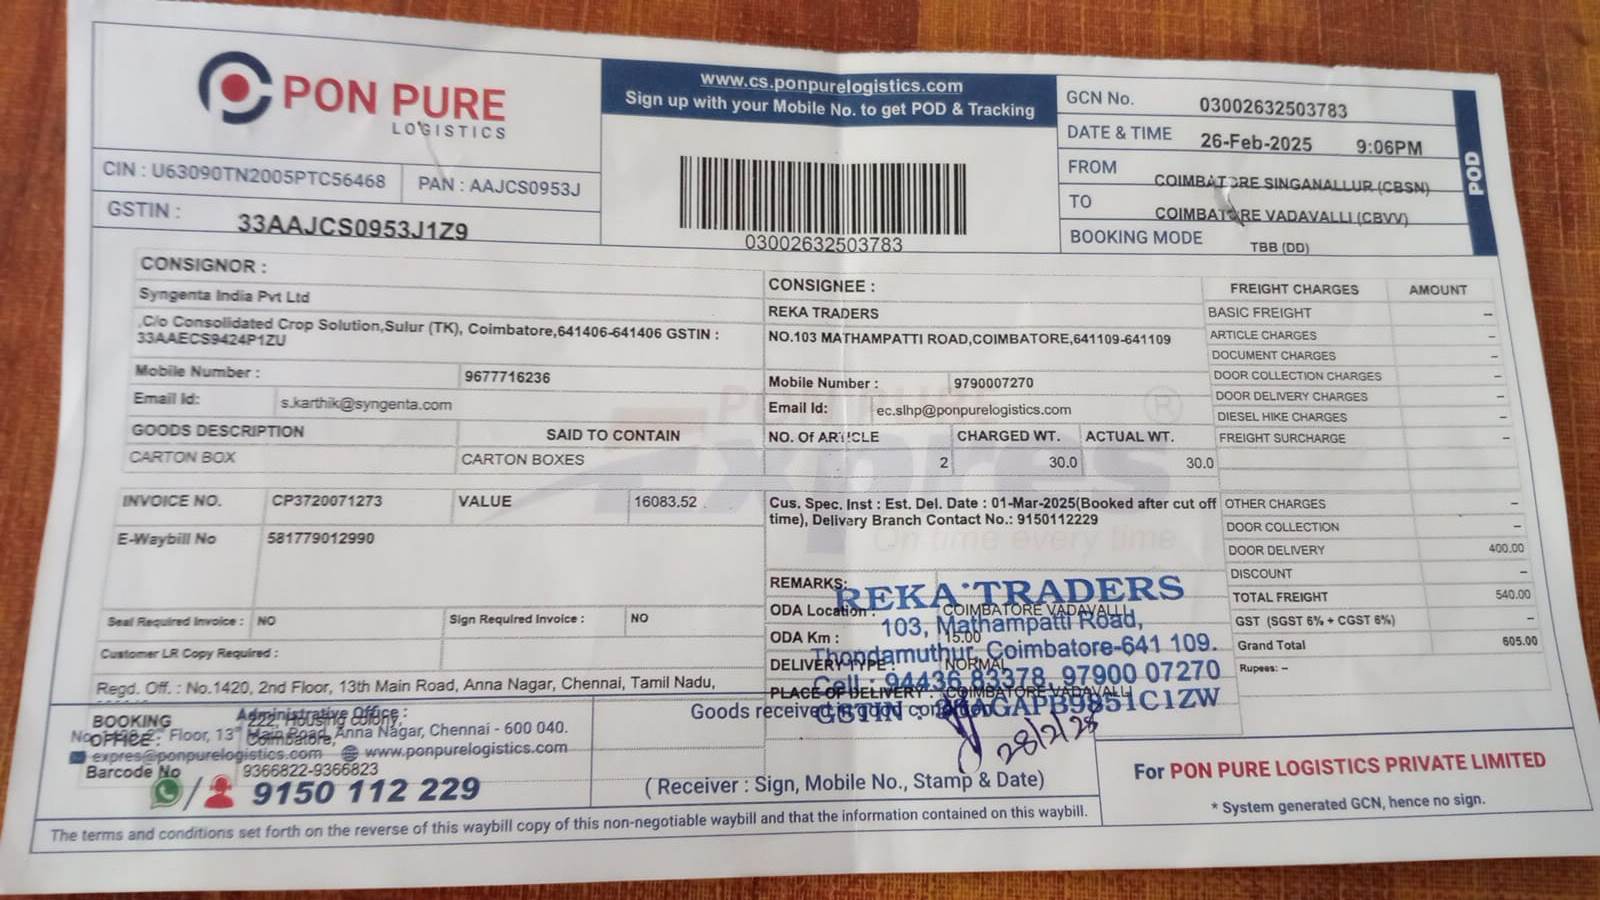 PON PURE
LOGISTICS
CIN : U63090TN2005PTC56468
PAN : AAJCS0953J
GSTIN :
33AAJCS0953J1Z9
www.cs.ponpurelogistics.com
Sign up with your Mobile No. to get POD & Tracking
03002632503783
GCN No. 03002632503783
DATE & TIME 26-Feb-2025 9:06PM
FROM COIMBATORE SINGANALLUR (CBSN)
TO COIMBATORE VADAVALLI (CBVV)
BOOKING MODE TBB (DD)
POD
CONSIGNOR :
Syngenta India Pvt Ltd
,C/o Consolidated Crop Solution,Sulur (TK), Coimbatore,641406-641406 GSTIN :
33AAECS9424P1ZU
Mobile Number : 9677716236
Email Id: s.karthik@syngenta.com
GOODS DESCRIPTION SAID TO CONTAIN
CARTON BOX CARTON BOXES
INVOICE NO. CP3720071273 VALUE 16083.52
E-Waybill No 581779012990
Seal Required Invoice : NO Sign Required Invoice : NO
Customer LR Copy Required :
Regd. Off. : No.1420, 2nd Floor, 13th Main Road, Anna Nagar, Chennai, Tamil Nadu,
CONSIGNEE :
REKA TRADERS
NO.103 MATHAMPATTI ROAD,COIMBATORE,641109-641109
Mobile Number : 9790007270
Email Id: ec.slhp@ponpurelogistics.com
NO. Of ARTICLE CHARGED WT. ACTUAL WT.
2 30.0 30.0
Cus. Spec. Inst : Est. Del. Date : 01-Mar-2025(Booked after cut off
time), Delivary Branch Contact No.: 9150112229
On time every time
REMARKS:
ODA Location : COIMBATORE VADAVALLI
ODA Km : 15.00
DELIVERY TYPE : NORMAL
PLACE OF DELIVERY : COIMBATORE VADAVALLI
REKA TRADERS
103, Mathampatti Road,
Thondamuthur, Coimbatore-641 109.
Cell : 94436 83378, 97900 07270
GSTIN : AGAPB9851C1ZW
FREIGHT CHARGES AMOUNT
BASIC FREIGHT –
ARTICLE CHARGES –
DOCUMENT CHARGES –
DOOR COLLECTION CHARGES –
DOOR DELIVERY CHARGES –
DIESEL HIKE CHARGES –
FREIGHT SURCHARGE –
OTHER CHARGES –
DOOR COLLECTION –
DOOR DELIVERY 400.00
DISCOUNT –
TOTAL FREIGHT 540.00
GST (SGST 6% + CGST 6%) –
Grand Total 605.00
Rupees: –
BOOKING
OFFICE :
222, Housing colony,
Coimbatore,
Administrative Office :
Floor, 13th Main Road, Anna Nagar, Chennai - 600 040.
expres@ponpurelogistics.com www.ponpurelogistics.com
Barcode No 9366822-9366823
/ 9150 112 229
Goods received in good condition
28/2/25
( Receiver : Sign, Mobile No., Stamp & Date)
For PON PURE LOGISTICS PRIVATE LIMITED
* System generated GCN, hence no sign.
The terms and conditions set forth on the reverse of this waybill copy of this non-negotiable waybill and that the information contained on this waybill.